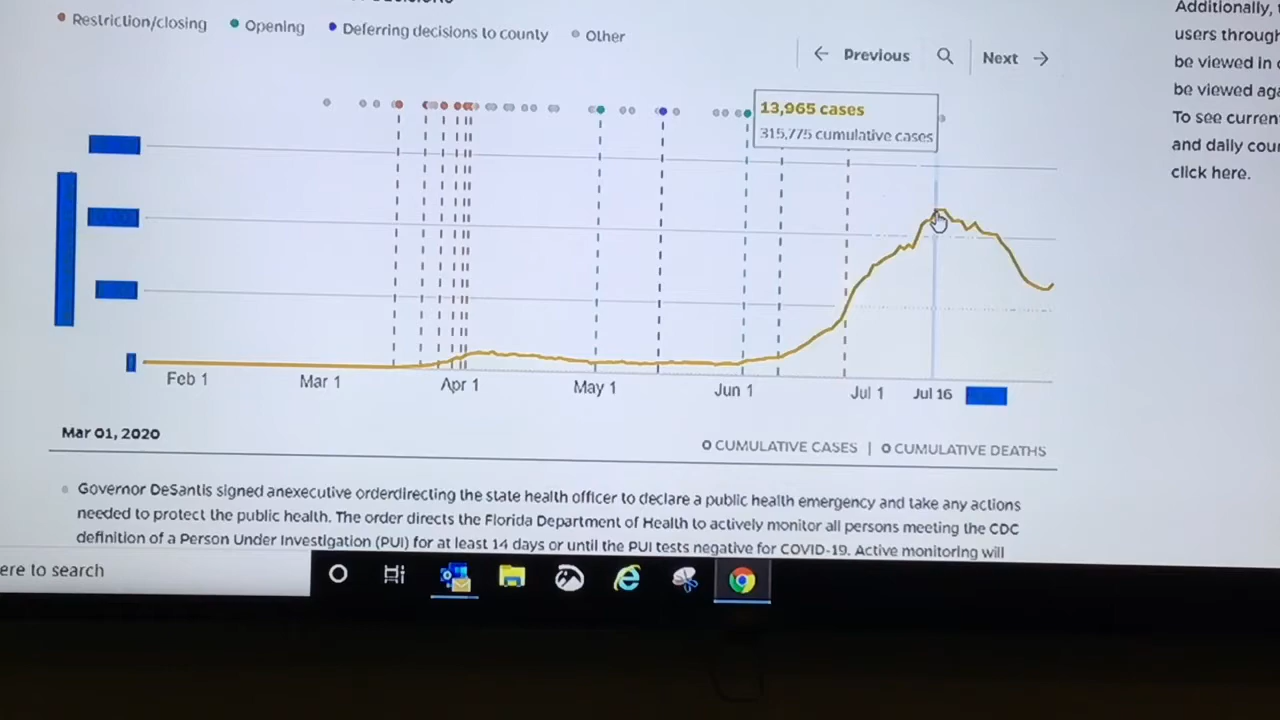 Restriction/closing Opening Deferring decisions to county Other
Previous Next
13,965 cases
315,775 cumulative cases
Feb 1 Mar 1 Apr 1 May 1 Jun 1 Jul 1 Jul 16
Mar 01, 2020
0 CUMULATIVE CASES | 0 CUMULATIVE DEATHS
Governor DeSantis signed anexecutive orderdirecting the state health officer to declare a public health emergency and take any actions
needed to protect the public health. The order directs the Florida Department of Health to actively monitor all persons meeting the CDC
definition of a Person Under Investigation (PUI) for at least 14 days or until the PUI tests negative for COVID-19. Active monitoring will
Additionally,
users through
be viewed in
be viewed
To see
and daily
click here.
ere to search